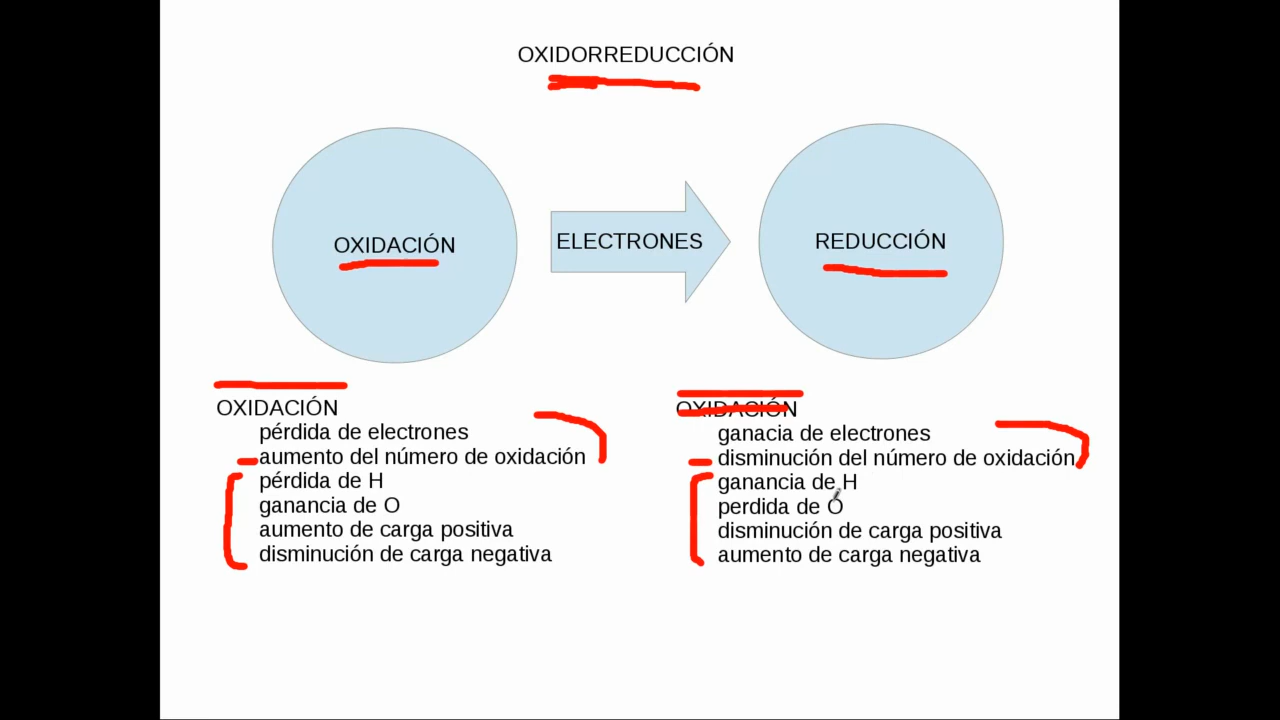 OXIDORREDUCCIÓN
OXIDACIÓN
ELECTRONES
REDUCCIÓN
OXIDACIÓN
pérdida de electrones
aumento del número de oxidación
pérdida de H
ganancia de O
aumento de carga positiva
disminución de carga negativa
OXIDACIÓN
ganacia de electrones
disminución del número de oxidación
ganancia de H
perdida de O
disminución de carga positiva
aumento de carga negativa